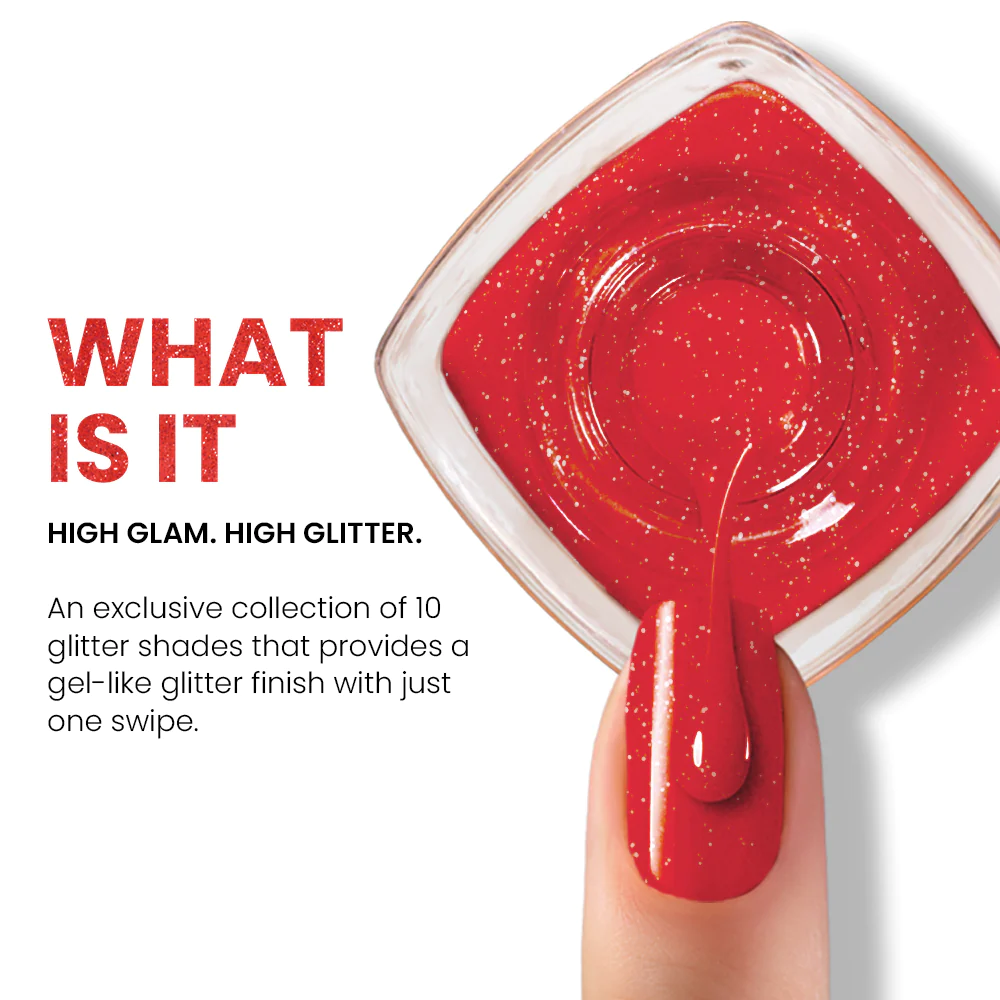 WHAT
IS IT
HIGH GLAM. HIGH GLITTER.
An exclusive collection of 10
glitter shades that provides a
gel-like glitter finish with just
one swipe.